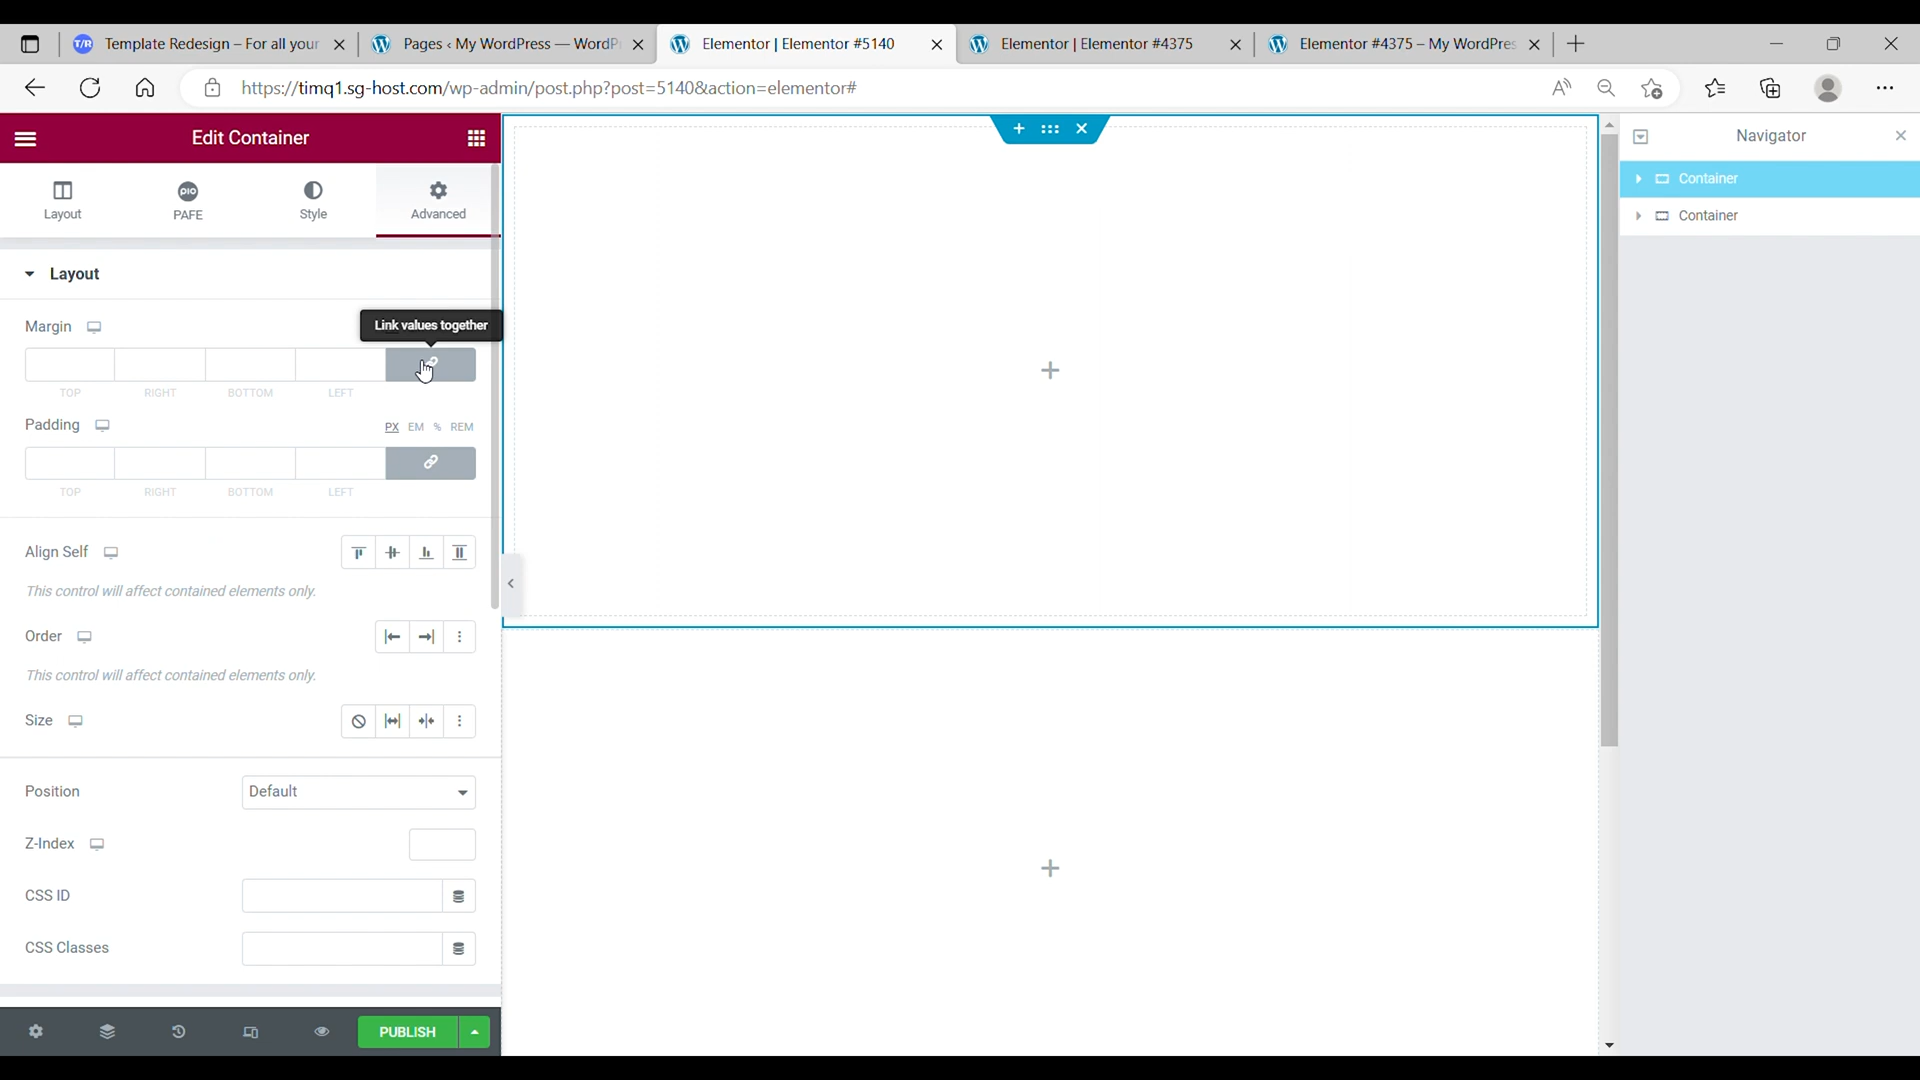 T/R Template Redesign – For all your
Pages ‹ My WordPress — WordP
Elementor | Elementor #5140
Elementor | Elementor #4375
Elementor #4375 – My WordPres
https://timq1.sg-host.com/wp-admin/post.php?post=5140&action=elementor#
Edit Container
Layout
PAFE
Style
Advanced
Layout
Margin
Link values together
TOP RIGHT BOTTOM LEFT
Padding PX EM % REM
TOP RIGHT BOTTOM LEFT
Align Self
This control will affect contained elements only.
Order
This control will affect contained elements only.
Size
Position Default
Z-Index
CSS ID
CSS Classes
PUBLISH
Navigator
Container
Container